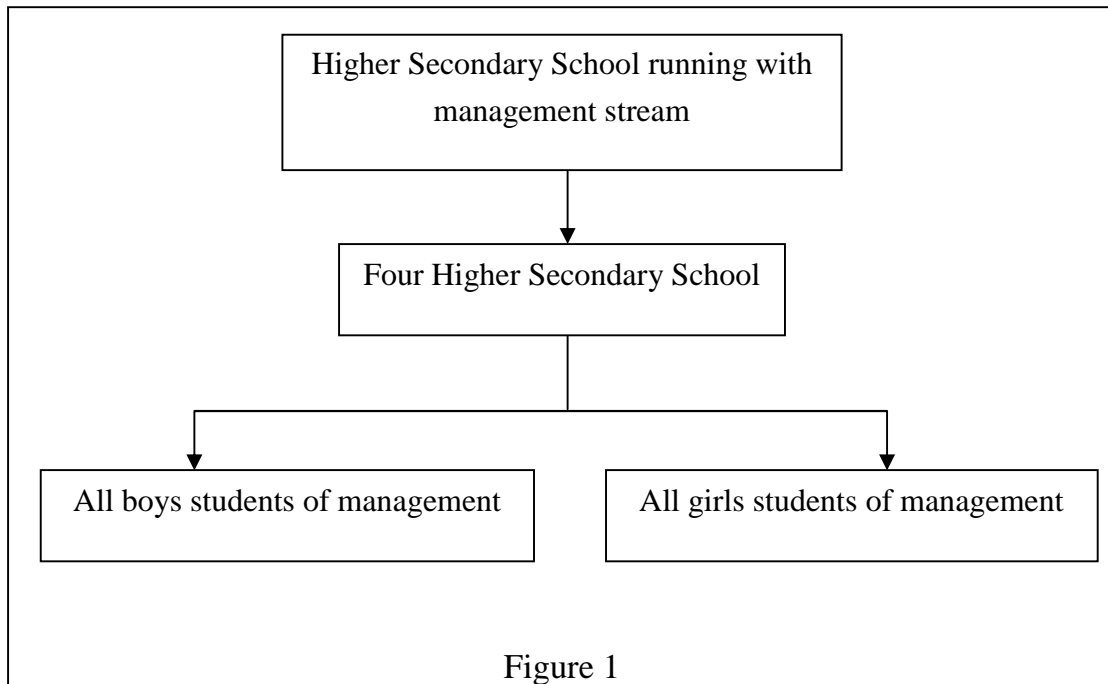 Higher Secondary School running with
management stream
Four Higher Secondary School
All boys students of management
All girls students of management
Figure 1